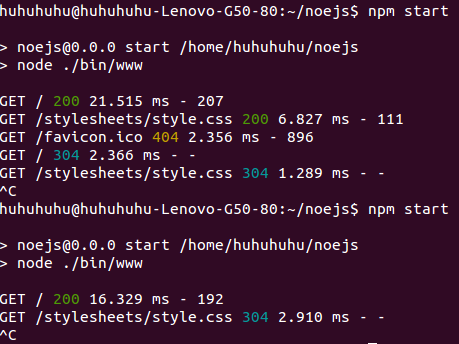 huhuhuhu@huhuhuhu-Lenovo-G50-80:~/noejs$ npm start
> noejs@0.0.0 start /home/huhuhuhu/noejs
> node ./bin/www
GET / 200 21.515 ms - 207
GET /stylesheets/style.css 200 6.827 ms - 111
GET /favicon.ico 404 2.356 ms - 896
GET / 304 2.366 ms - -
GET /stylesheets/style.css 304 1.289 ms - -
^C
huhuhuhu@huhuhuhu-Lenovo-G50-80:~/noejs$ npm start
> noejs@0.0.0 start /home/huhuhuhu/noejs
> node ./bin/www
GET / 200 16.329 ms - 192
GET /stylesheets/style.css 304 2.910 ms - -
^C